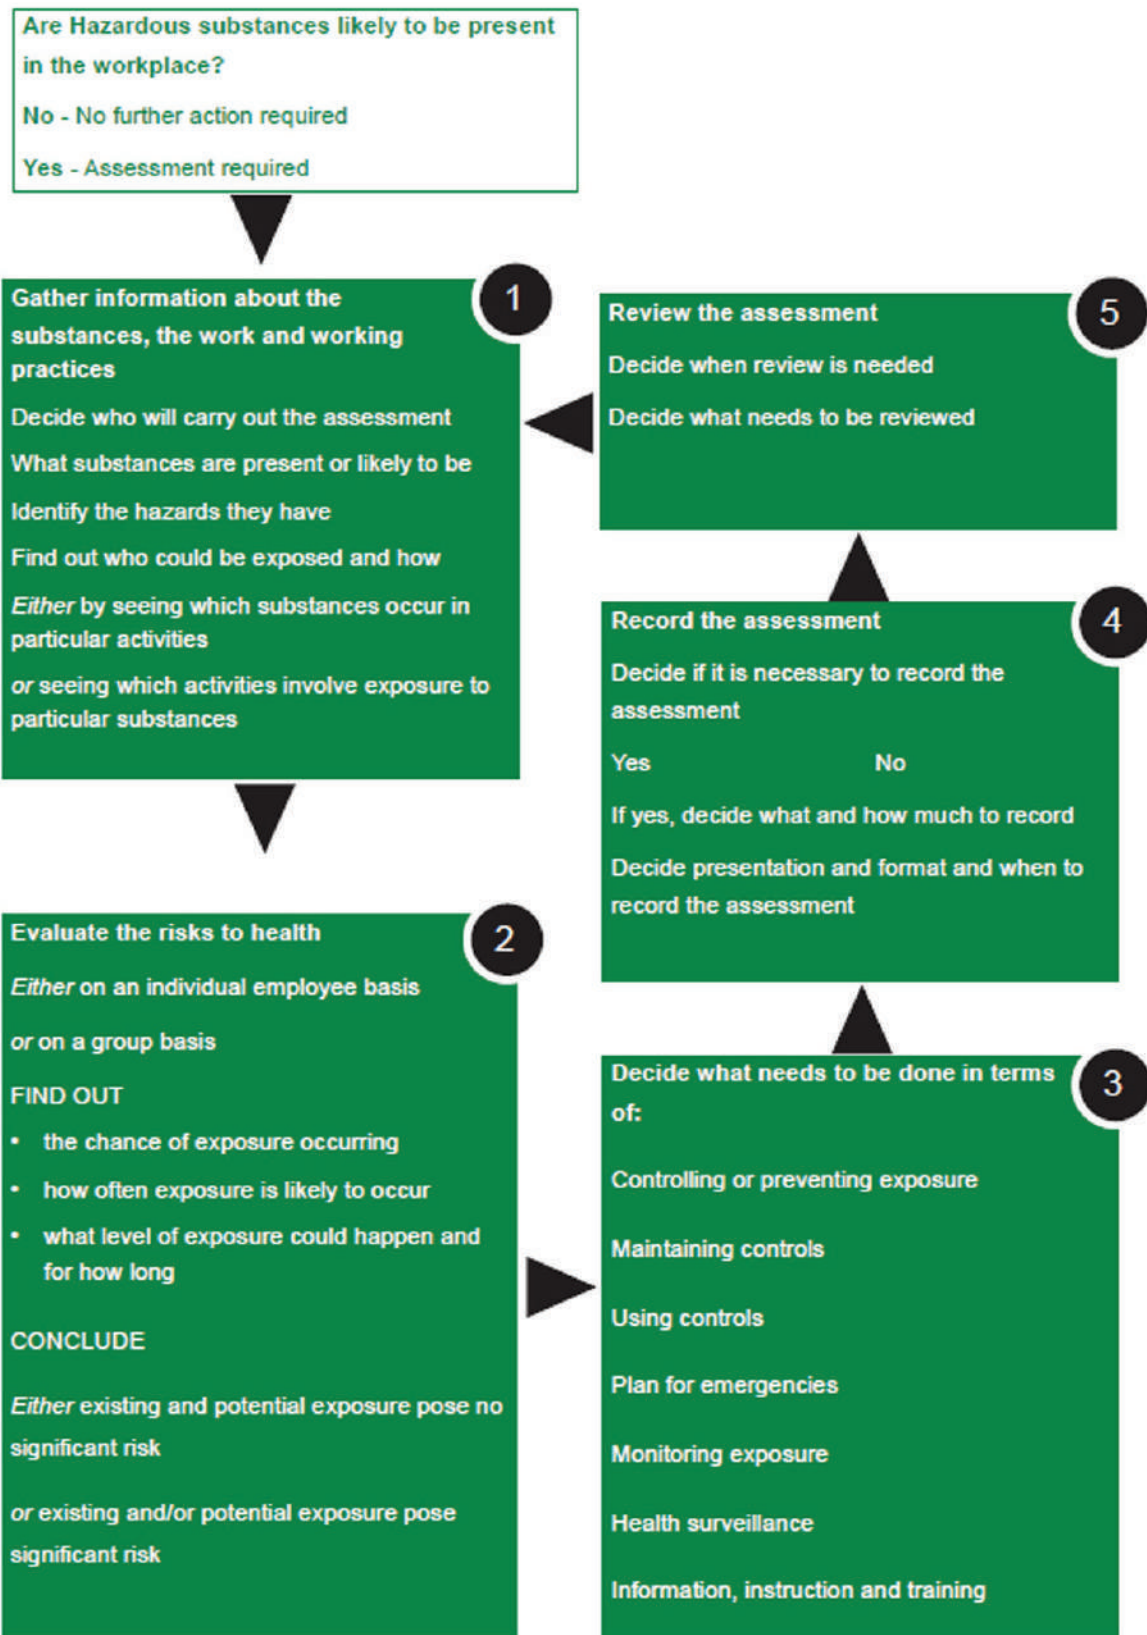 Are Hazardous substances likely to be present
in the workplace?
No - No further action required
Yes - Assessment required
1
Gather information about the
substances, the work and working
practices
Decide who will carry out the assessment
What substances are present or likely to be
Identify the hazards they have
Find out who could be exposed and how
Either by seeing which substances occur in
particular activities
or seeing which activities involve exposure to
particular substances
2
Evaluate the risks to health
Either on an individual employee basis
or on a group basis
FIND OUT
• the chance of exposure occurring
• how often exposure is likely to occur
• what level of exposure could happen and
for how long
CONCLUDE
Either existing and potential exposure pose no
significant risk
or existing and/or potential exposure pose
significant risk
3
Decide what needs to be done in terms
of:
Controlling or preventing exposure
Maintaining controls
Using controls
Plan for emergencies
Monitoring exposure
Health surveillance
Information, instruction and training
4
Record the assessment
Decide if it is necessary to record the
assessment
Yes No
If yes, decide what and how much to record
Decide presentation and format and when to
record the assessment
5
Review the assessment
Decide when review is needed
Decide what needs to be reviewed